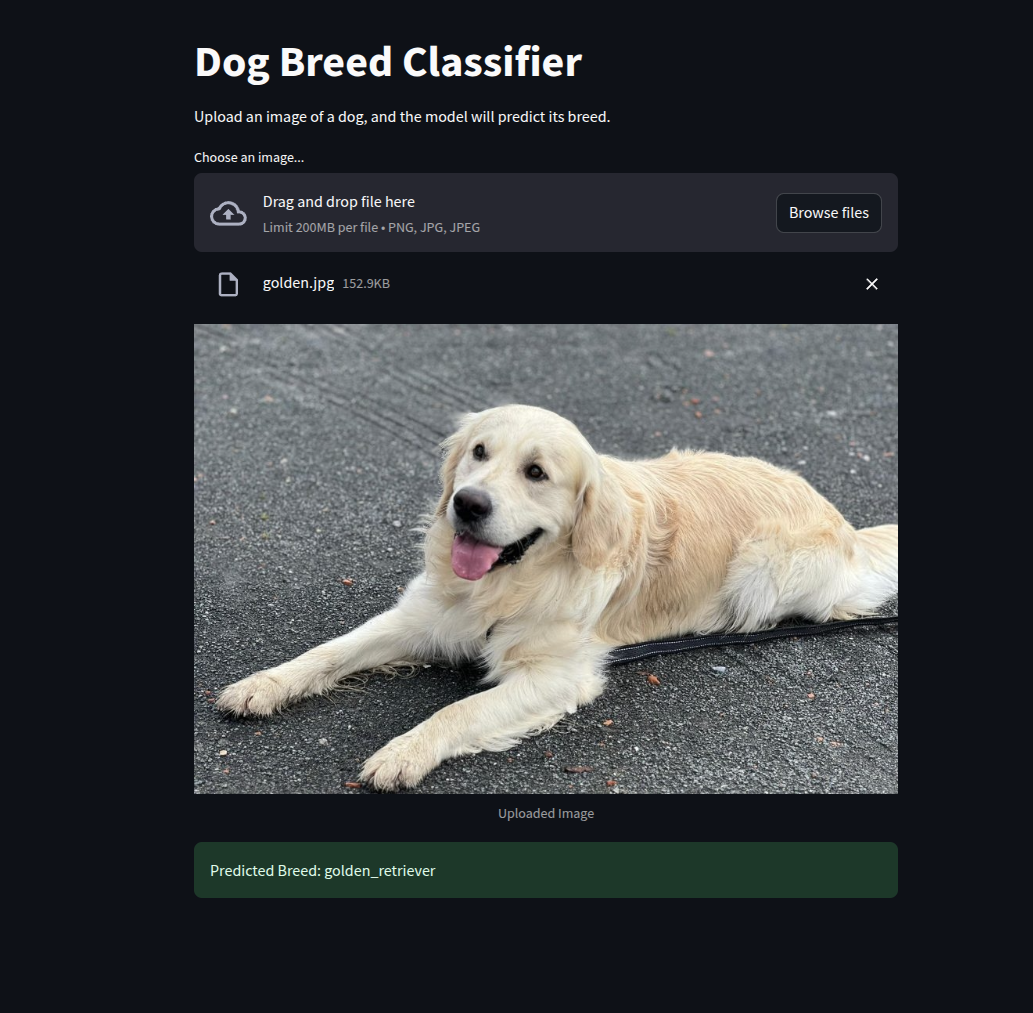 Dog Breed Classifier
Upload an image of a dog, and the model will predict its breed.
Choose an image...
Drag and drop file here
Limit 200MB per file • PNG, JPG, JPEG
Browse files
golden.jpg 152.9KB
Uploaded Image
Predicted Breed: golden_retriever